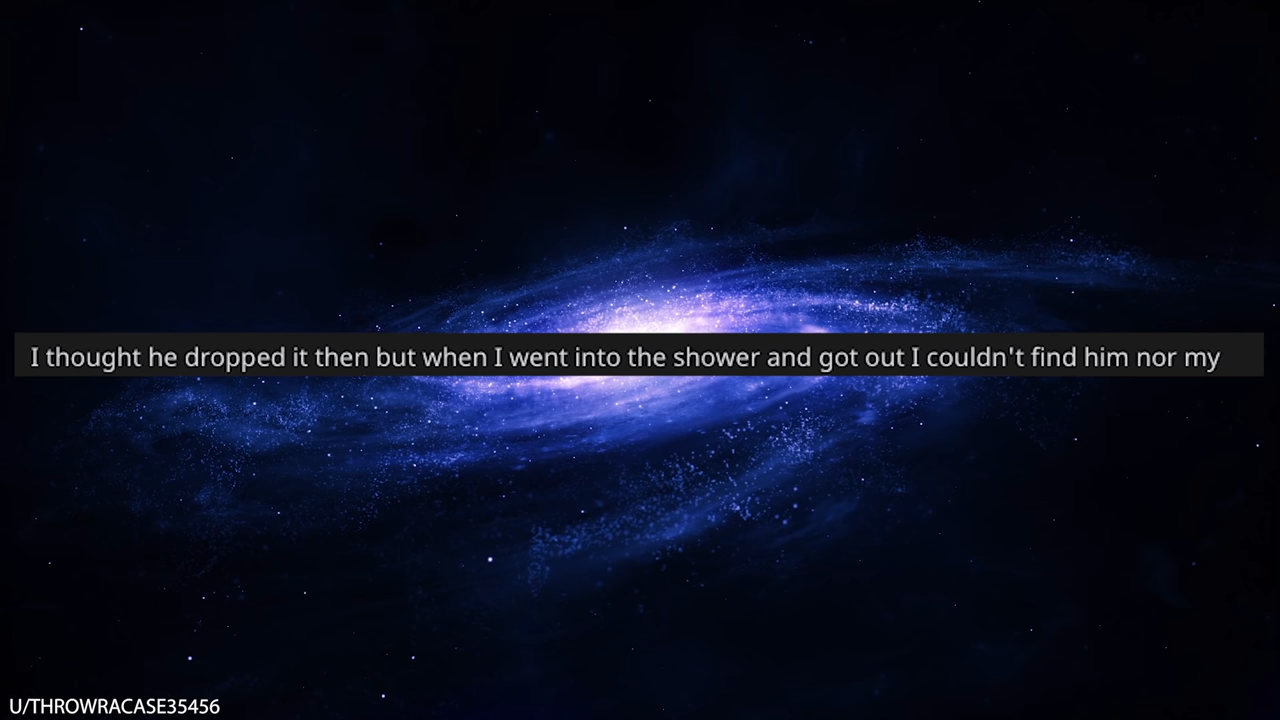 I thought he dropped it then but when I went into the shower and got out I couldn't find him nor my
U/THROWRACASE35456